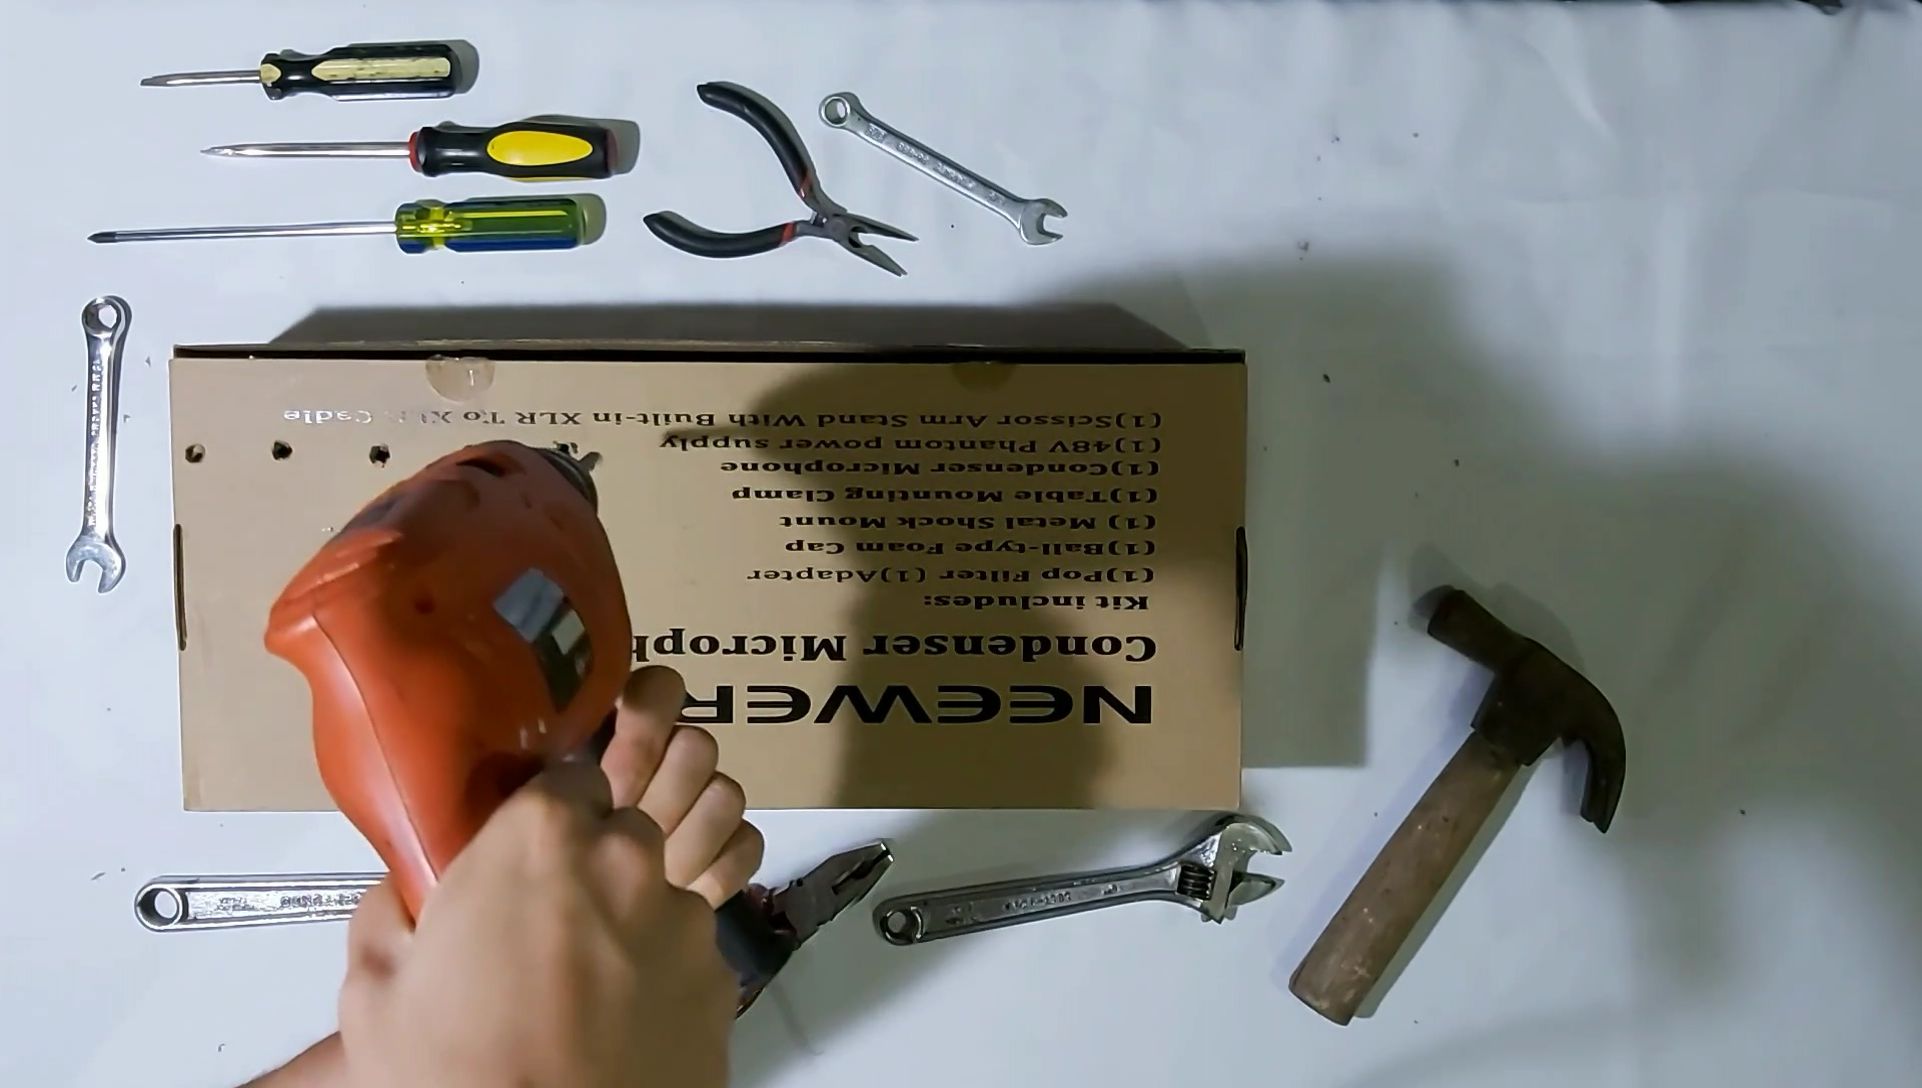 NEEWER
Condenser Microph
Kit includes:
(1)Pop Filter (1)Adapter
(1)Ball-type Foam Cap
(1) Metal Shock Mount
(1)Table Mounting Clamp
(1)Condenser Microphone
(1)48V Phantom power supply
(1)Scissor Arm Stand With Built-in XLR To XLR Cable